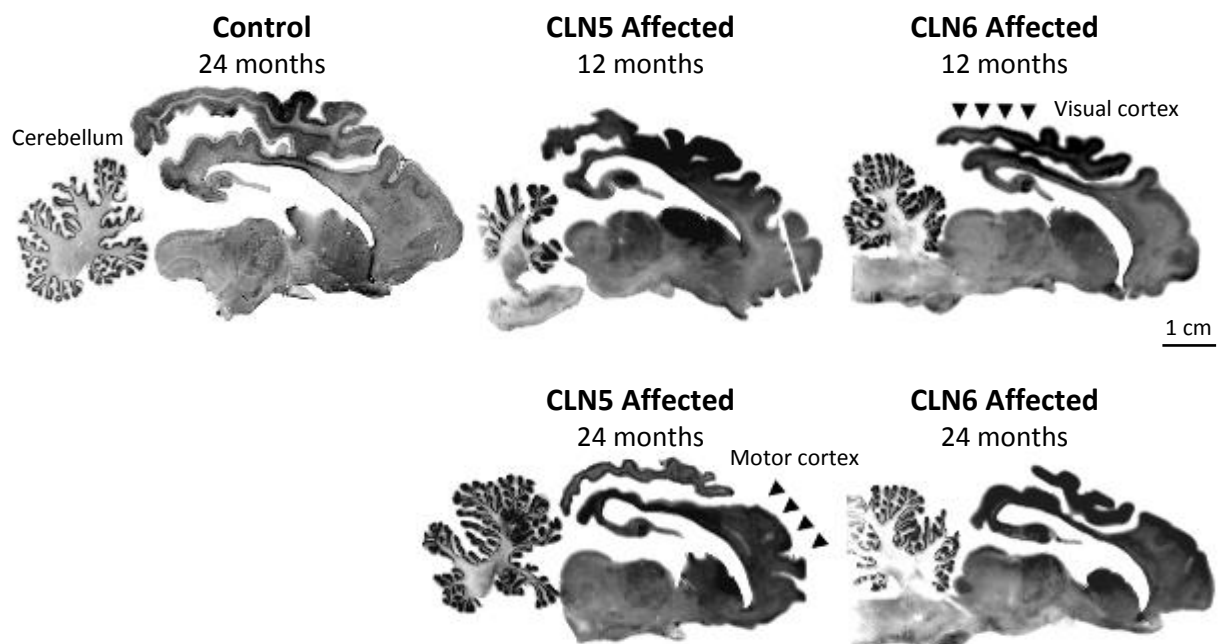 Control
24 months
CLN5 Affected
12 months
CLN6 Affected
12 months
Cerebellum
Visual cortex
1 cm
CLN5 Affected
24 months
Motor cortex
CLN6 Affected
24 months